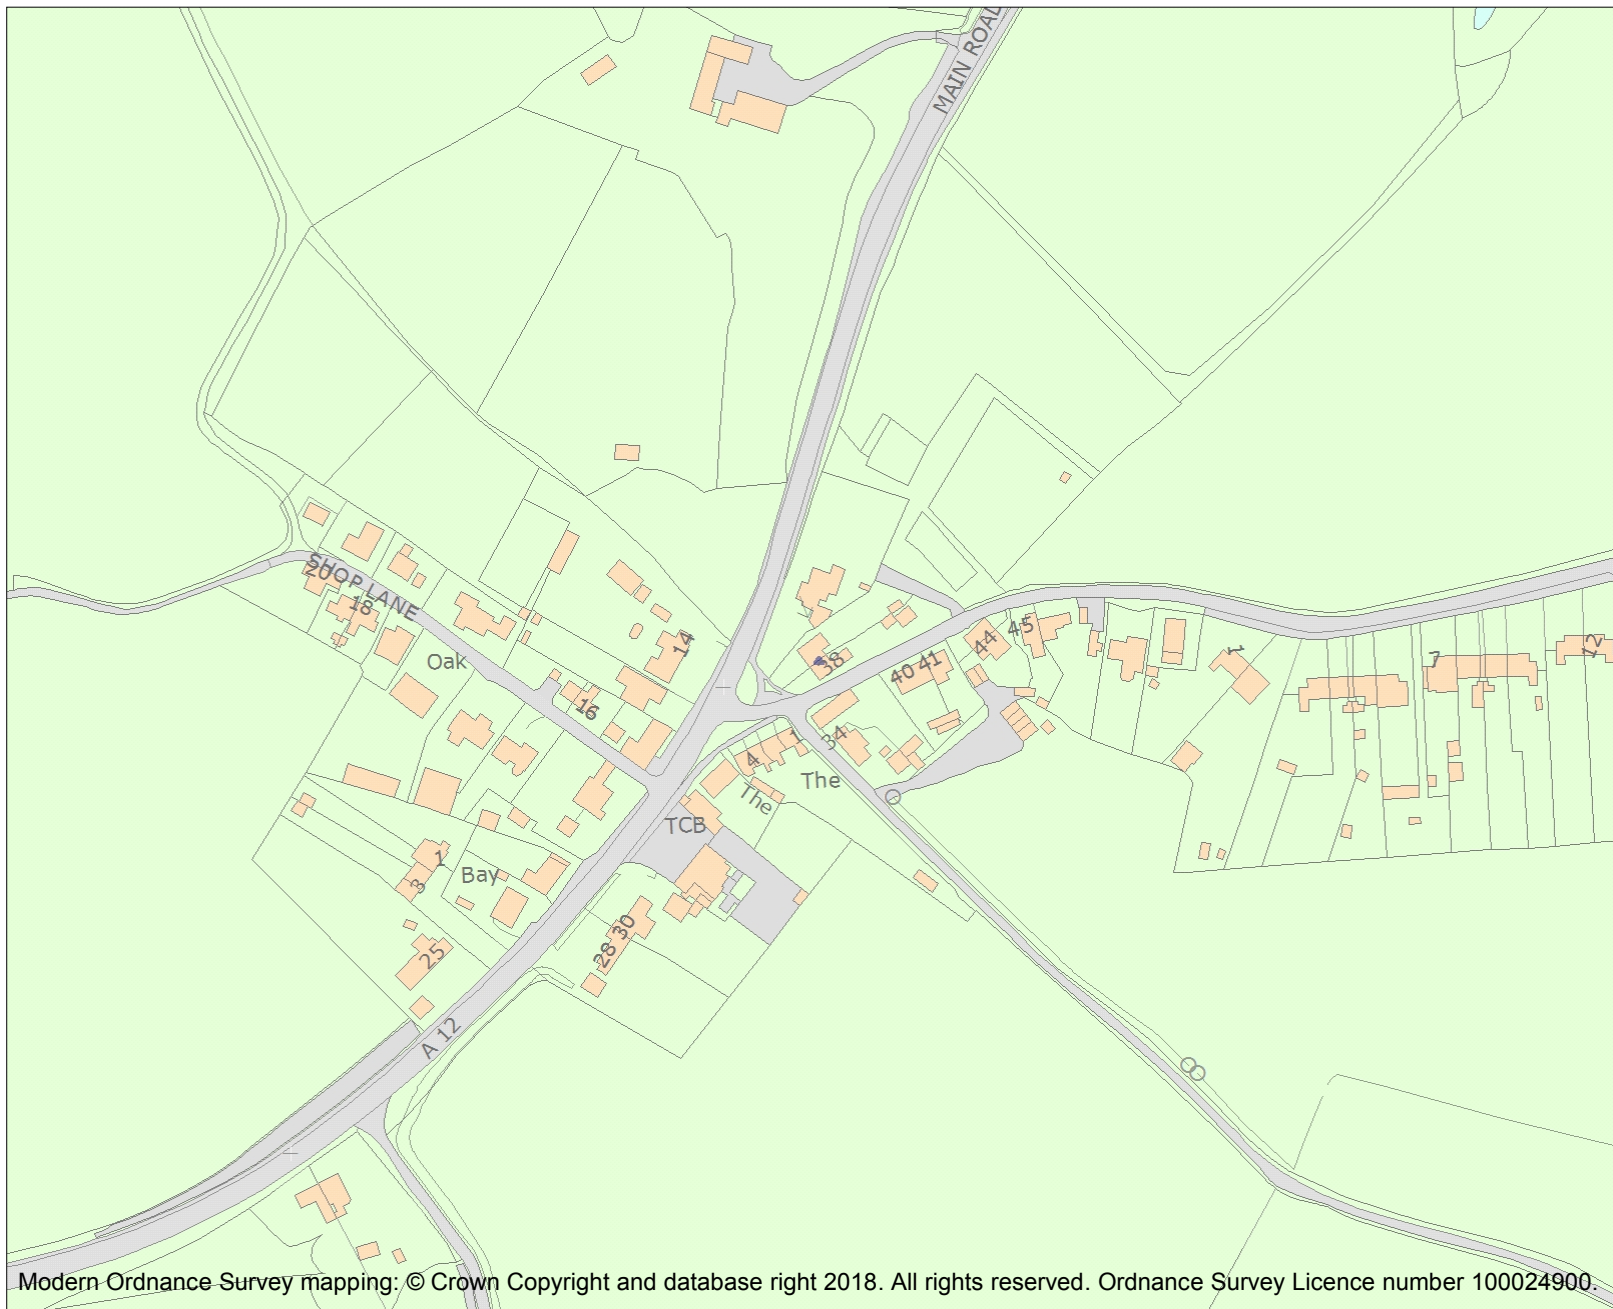 MAIN ROAD
SHOP LANE
20
18
Oak
14
16
38
40 41
44
45
1
7
12
34
1
4
The
The
TCB
1
3
Bay
25
28 30
A 12
Modern Ordnance Survey mapping: © Crown Copyright and database right 2018. All rights reserved. Ordnance Survey Licence number 100024900.